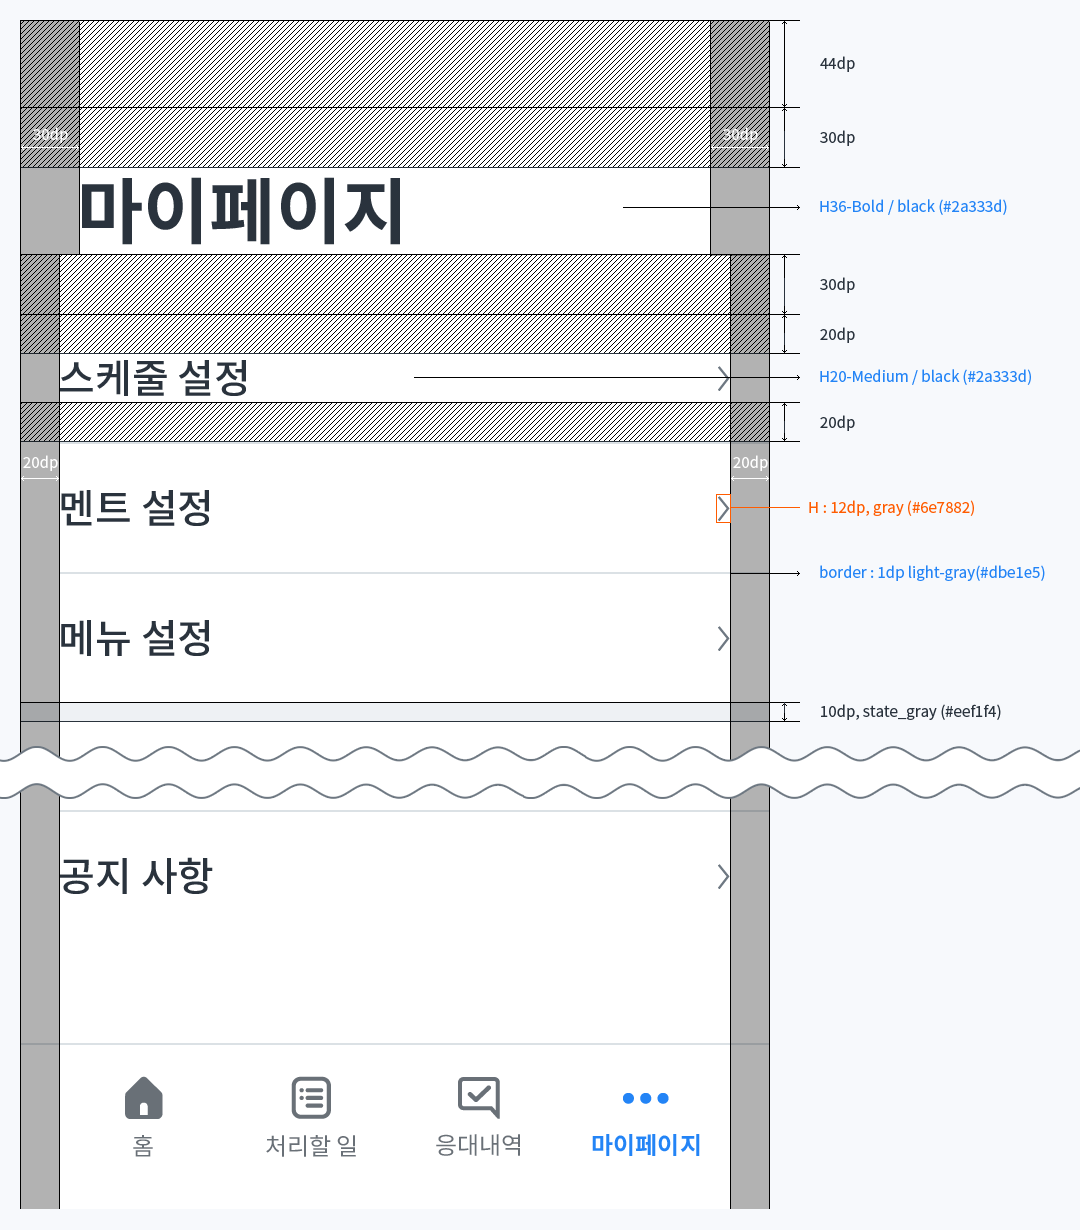 44dp
30dp 30dp 30dp
마이페이지 H36-Bold / black (#2a333d)
30dp
20dp
스케줄 설정 H20-Medium / black (#2a333d)
20dp
20dp 20dp
멘트 설정 H : 12dp, gray (#6e7882)
border : 1dp light-gray(#dbe1e5)
메뉴 설정
10dp, state_gray (#eef1f4)
공지 사항
홈 처리할 일 응대내역 마이페이지